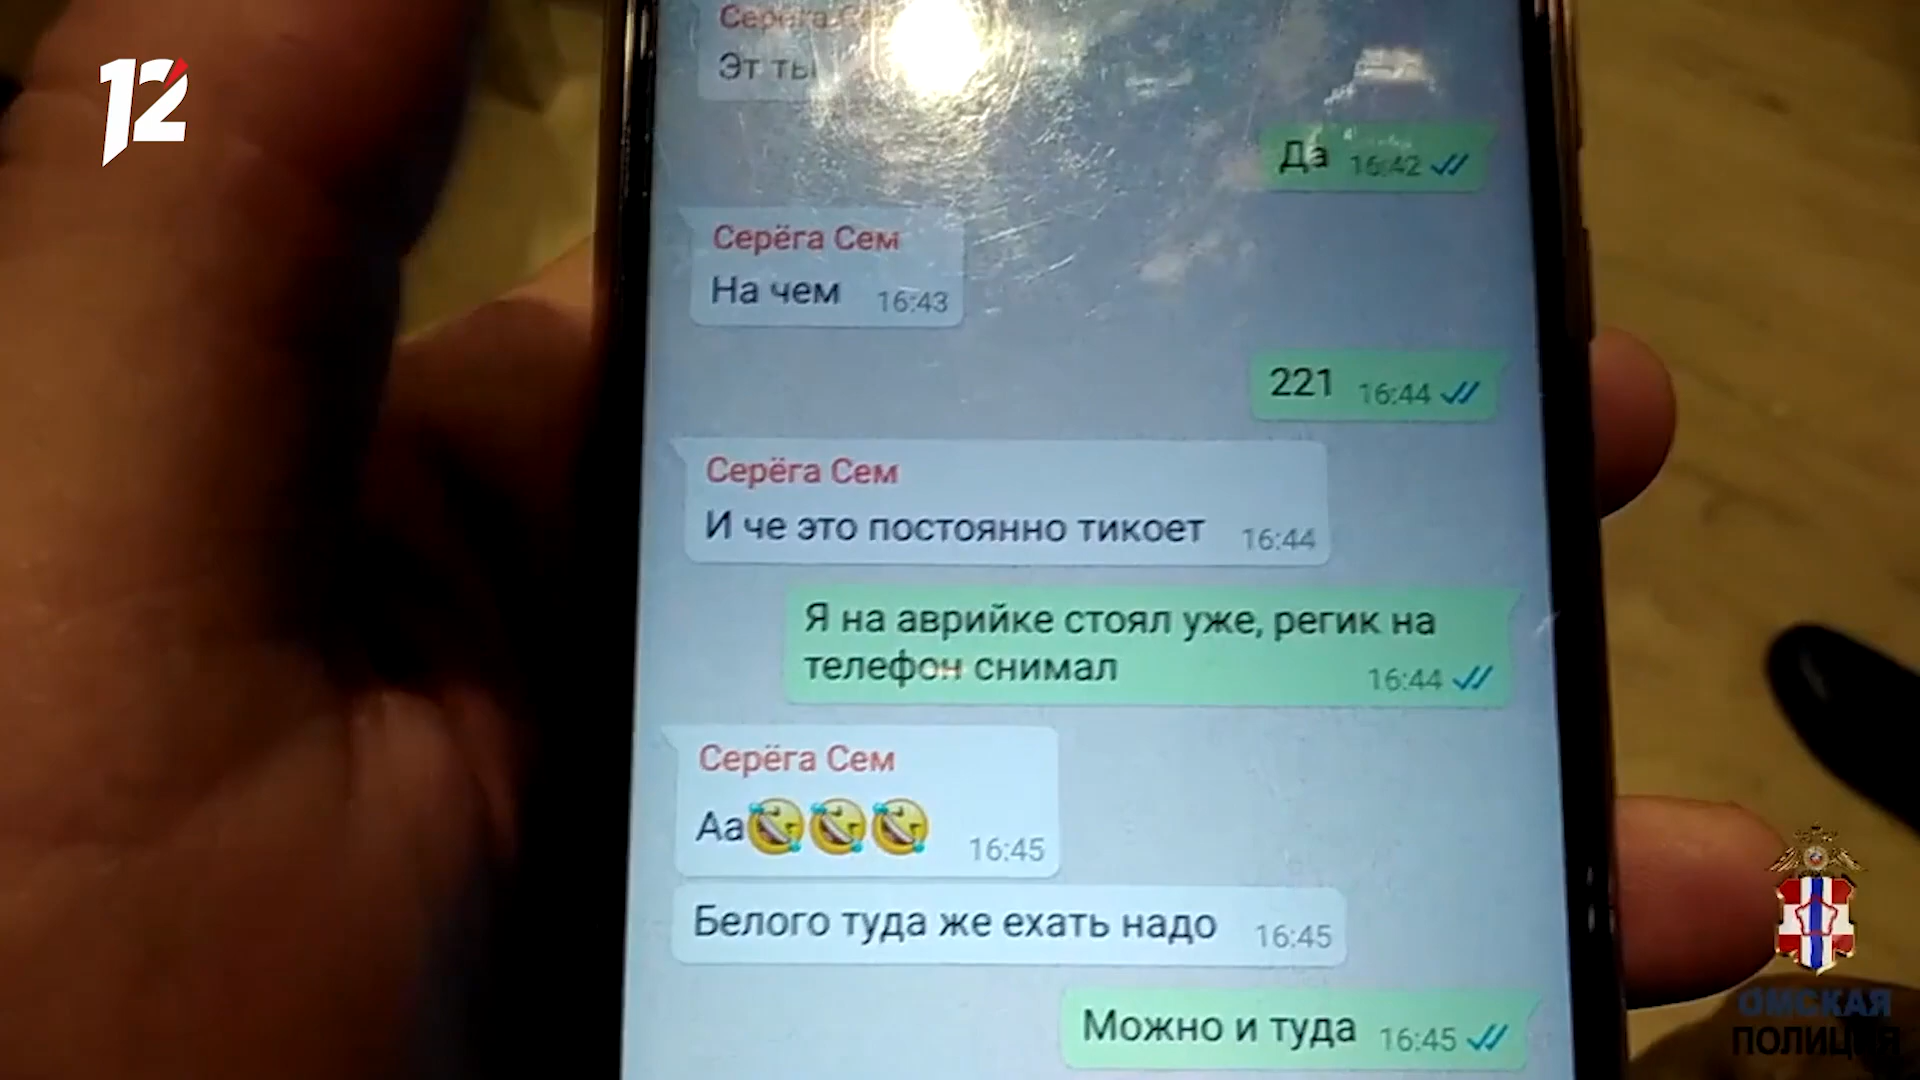 12
Серёга Сем
Эт ты
Да 16:42
Серёга Сем
На чем 16:43
221 16:44
Серёга Сем
И че это постоянно тикоет 16:44
Я на аврийке стоял уже, регик на
телефон снимал 16:44
Серёга Сем
Аа🤣🤣🤣 16:45
Белого туда же ехать надо 16:45
Можно и туда 16:45
ОМСКАЯ
ПОЛИЦИЯ